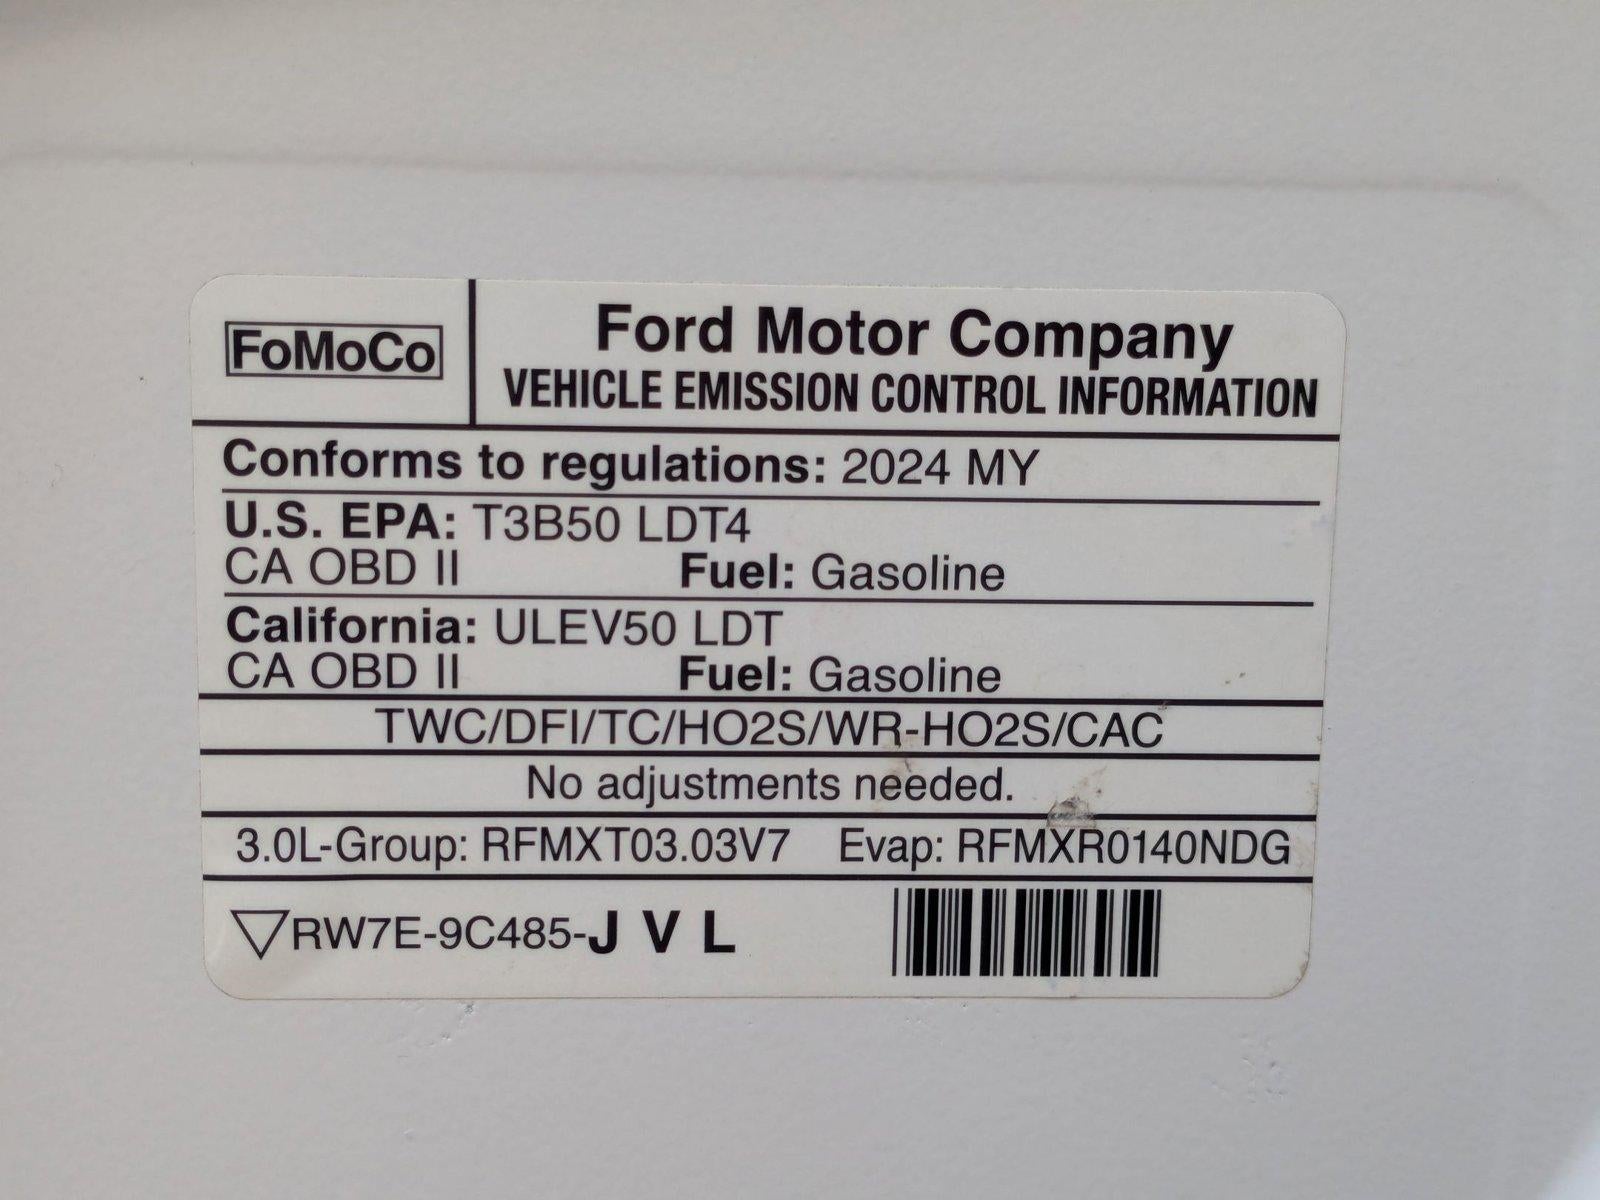 FoMoCo
Ford Motor Company
VEHICLE EMISSION CONTROL INFORMATION
Conforms to regulations: 2024 MY
U.S. EPA: T3B50 LDT4
CA OBD II Fuel: Gasoline
California: ULEV50 LDT
CA OBD II Fuel: Gasoline
TWC/DFI/TC/HO2S/WR-HO2S/CAC
No adjustments needed.
3.0L-Group: RFMXT03.03V7 Evap: RFMXR0140NDG
RW7E-9C485-J V L